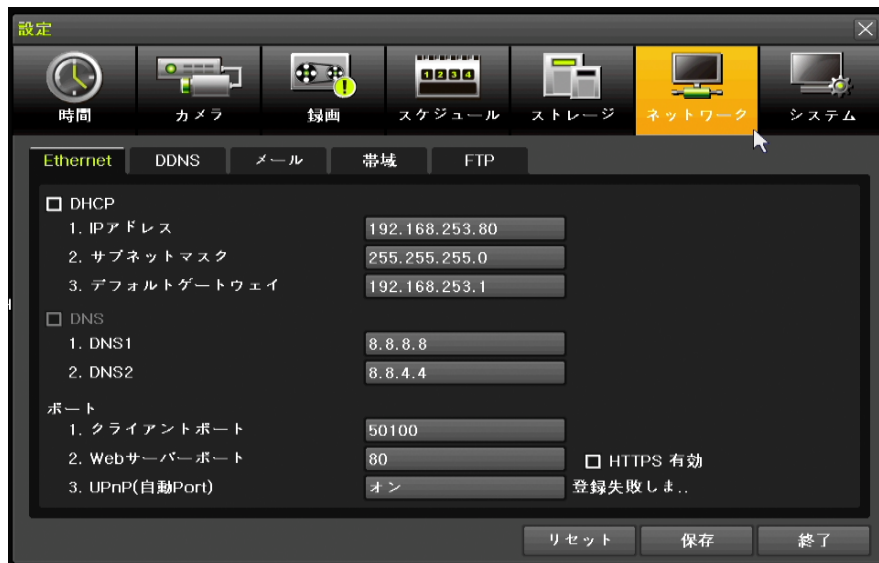 設定
時間 カメラ 録画 1 2 3 4 スケジュール ストレージ ネットワーク システム
Ethernet DDNS メール 帯域 FTP
DHCP
1. IPアドレス 192.168.253.80
2. サブネットマスク 255.255.255.0
3. デフォルトゲートウェイ 192.168.253.1
DNS
1. DNS1 8.8.8.8
2. DNS2 8.8.4.4
ポート
1. クライアントポート 50100
2. Webサーバーポート 80 HTTPS 有効
3. UPnP(自動Port) オン 登録失敗しま..
リセット 保存 終了